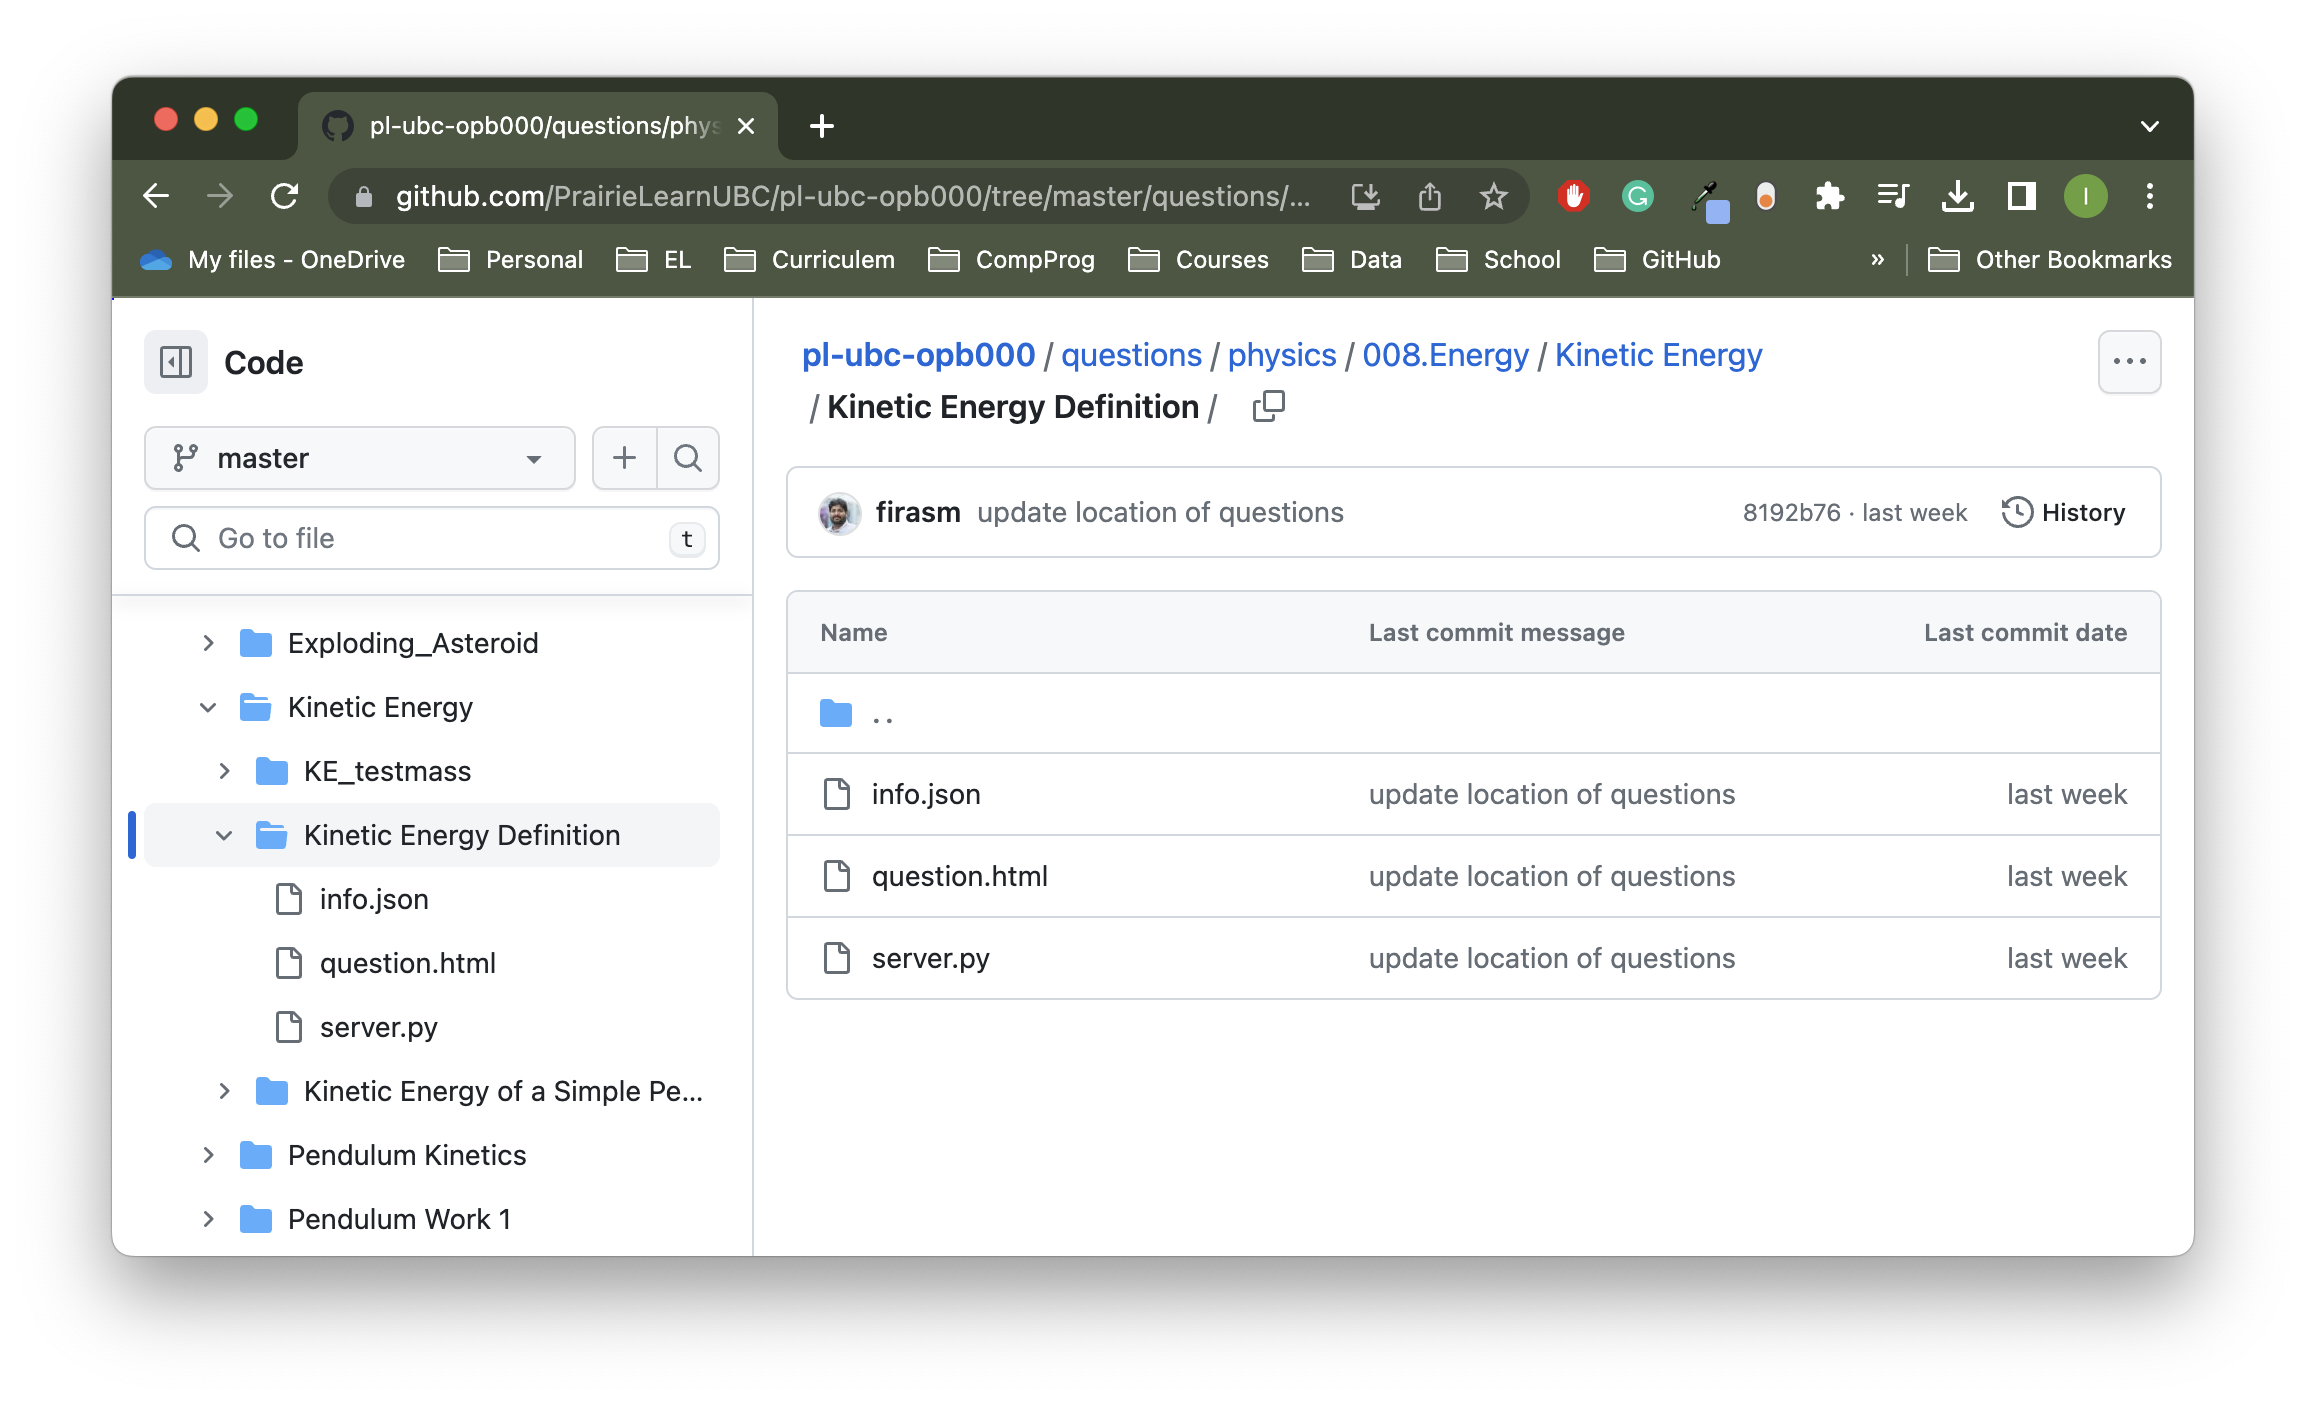 pl-ubc-opb000/questions/phys
github.com/PrairieLearnUBC/pl-ubc-opb000/tree/master/questions/...
I
My files - OneDrive Personal EL Curriculem CompProg Courses Data School GitHub » Other Bookmarks
Code
master
Go to file t
Exploding_Asteroid
Kinetic Energy
KE_testmass
Kinetic Energy Definition
info.json
question.html
server.py
Kinetic Energy of a Simple Pe...
Pendulum Kinetics
Pendulum Work 1
pl-ubc-opb000 / questions / physics / 008.Energy / Kinetic Energy
/ Kinetic Energy Definition /
firasm update location of questions 8192b76 · last week History
Name Last commit message Last commit date
..
info.json update location of questions last week
question.html update location of questions last week
server.py update location of questions last week